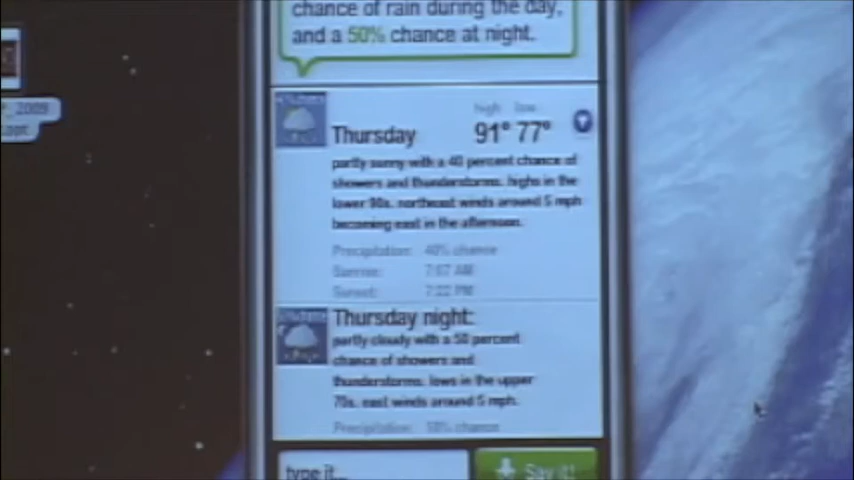 chance of rain during the day,
and a 50% chance at night.
high low
Thursday 91° 77°
partly sunny with a 40 percent chance of
showers and thunderstorms. highs in the
lower 90s. northeast winds around 5 mph
becoming east in the afternoon.
Precipitation: 40% chance
Sunrise: 7:07 AM
Sunset: 7:22 PM
Thursday night:
partly cloudy with a 50 percent
chance of showers and
thunderstorms. lows in the upper
70s. east winds around 5 mph.
Precipitation: 50% chance
type it...
Say it!
2009
.ppt